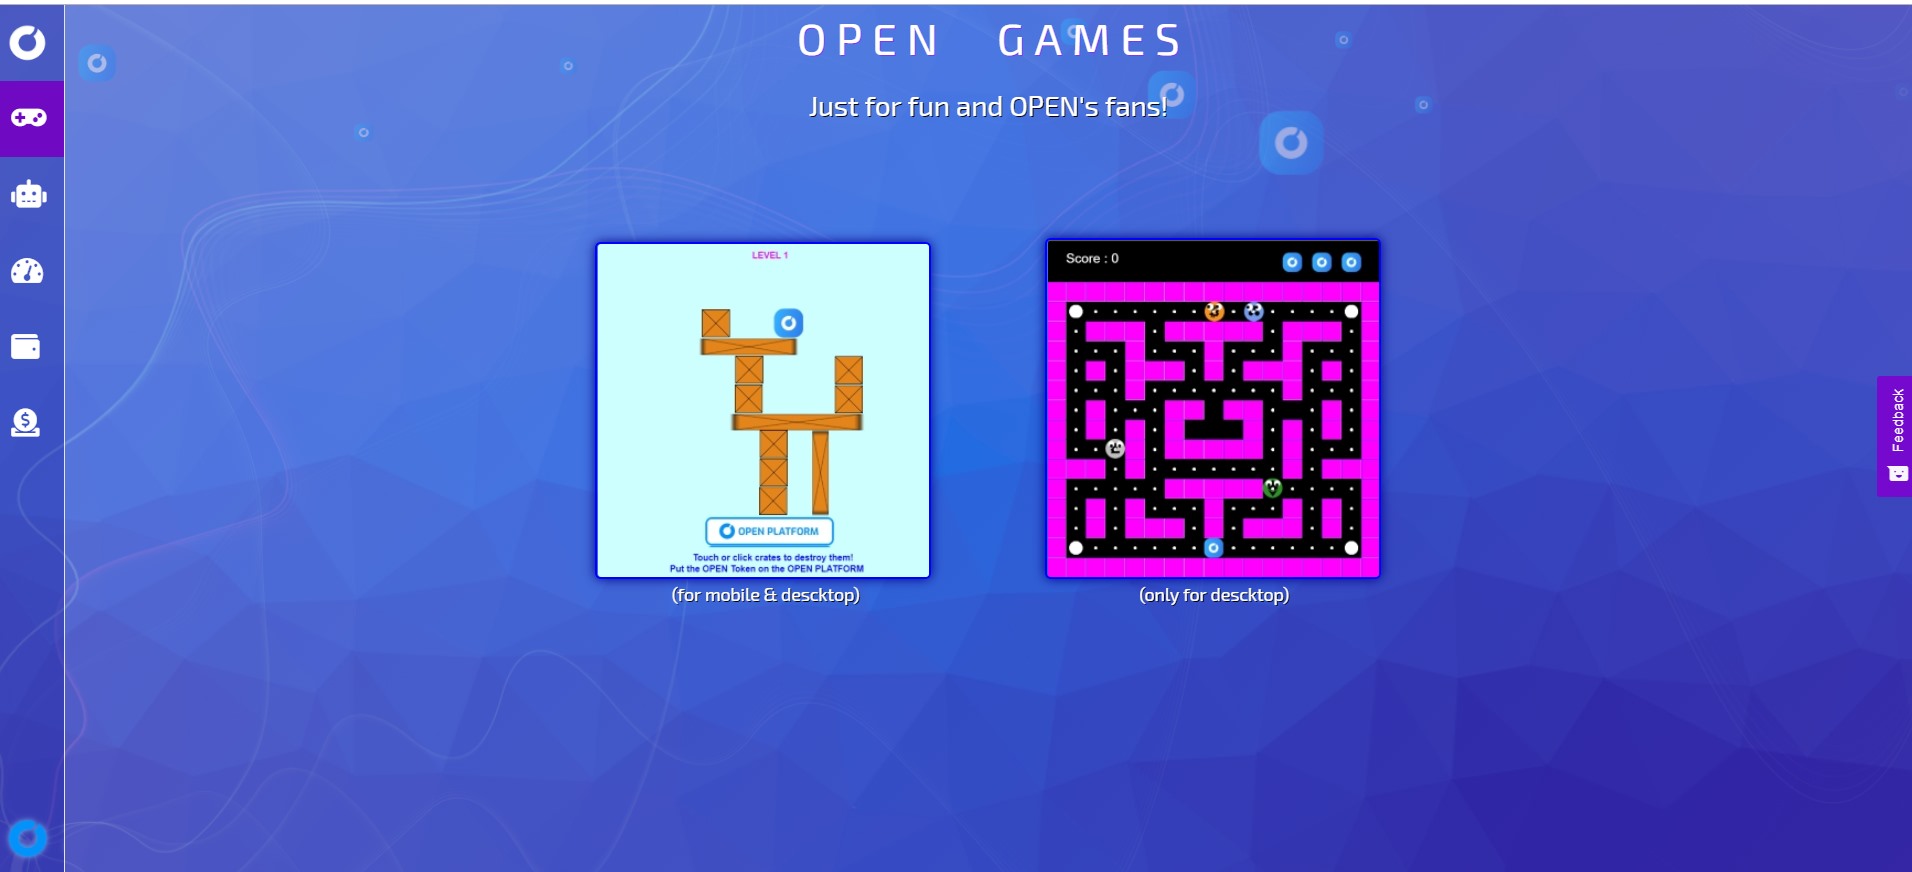 OPEN GAMES
Just for fun and OPEN's fans!
LEVEL 1
OPEN PLATFORM
Touch or click crates to destroy them!
Put the OPEN Token on the OPEN PLATFORM
(for mobile & descktop)
Score : 0
(only for descktop)
Feedback